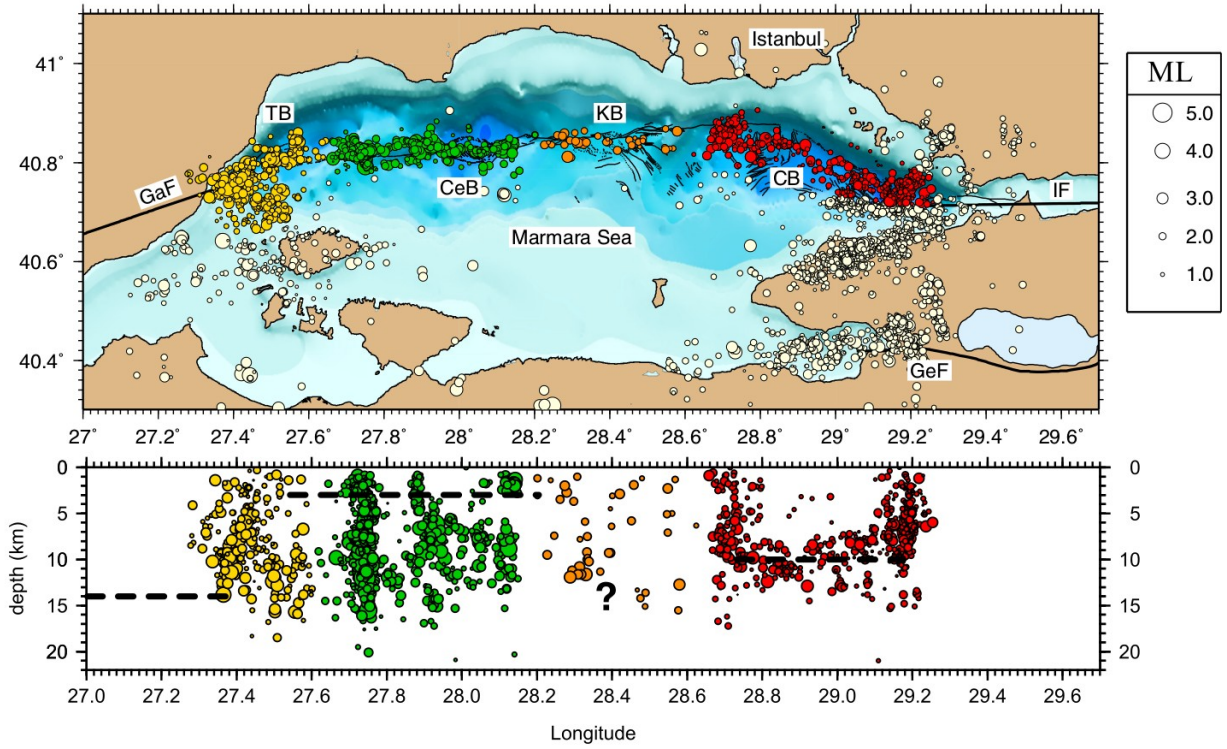 Istanbul
41°
TB
KB
40.8°
GaF
CeB
CB
IF
Marmara Sea
40.6°
40.4°
GeF
27° 27.2° 27.4° 27.6° 27.8° 28° 28.2° 28.4° 28.6° 28.8° 29° 29.2° 29.4° 29.6°
ML
5.0
4.0
3.0
2.0
1.0
0 0
5 5
10 10
15 15
20 20
depth (km)
?
27.0 27.2 27.4 27.6 27.8 28.0 28.2 28.4 28.6 28.8 29.0 29.2 29.4 29.6
Longitude